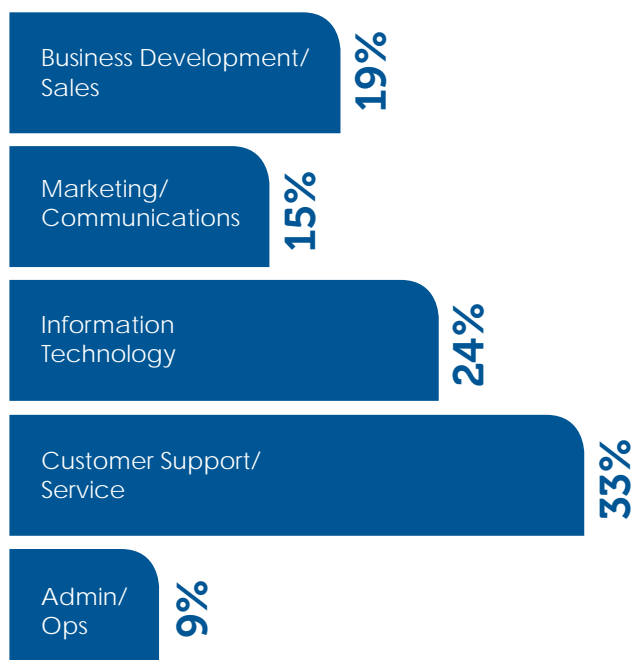 Business Development/
Sales
19%
Marketing/
Communications
15%
Information
Technology
24%
Customer Support/
Service
33%
Admin/
Ops
9%